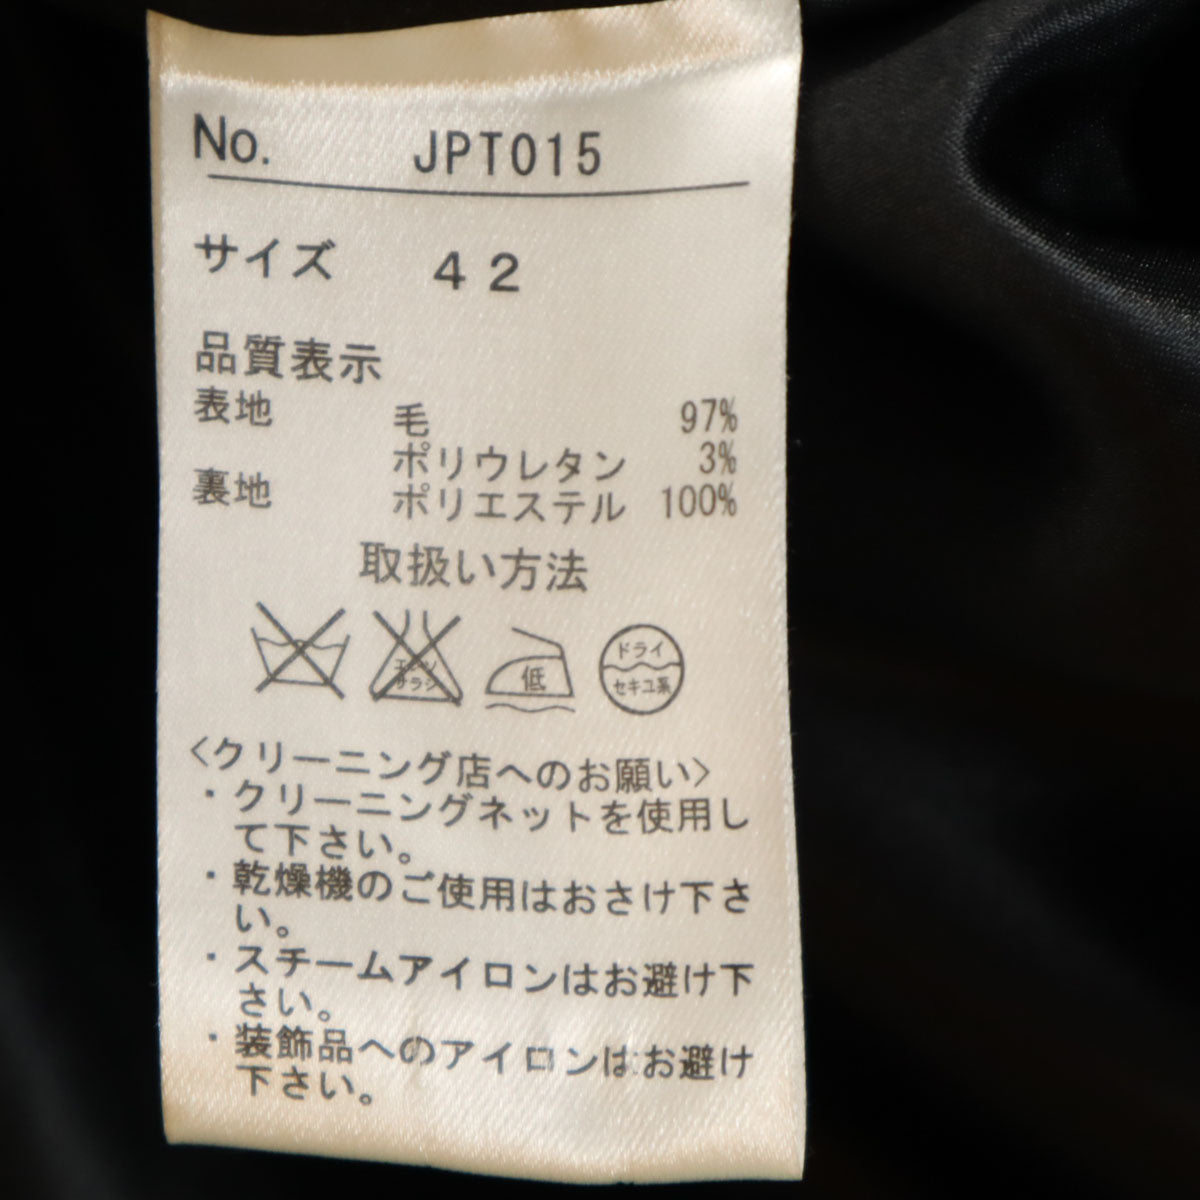 No. JPT015
サイズ 42
品質表示
表地 毛 97%
ポリウレタン 3%
裏地 ポリエステル 100%
取扱い方法
エンソ サラシ 低 ドライ セキユ系
<クリーニング店へのお願い>
・クリーニングネットを使用し
て下さい。
・乾燥機のご使用はおさけ下さ
い。
・スチームアイロンはお避け下
さい。
・装飾品へのアイロンはお避け
下さい。